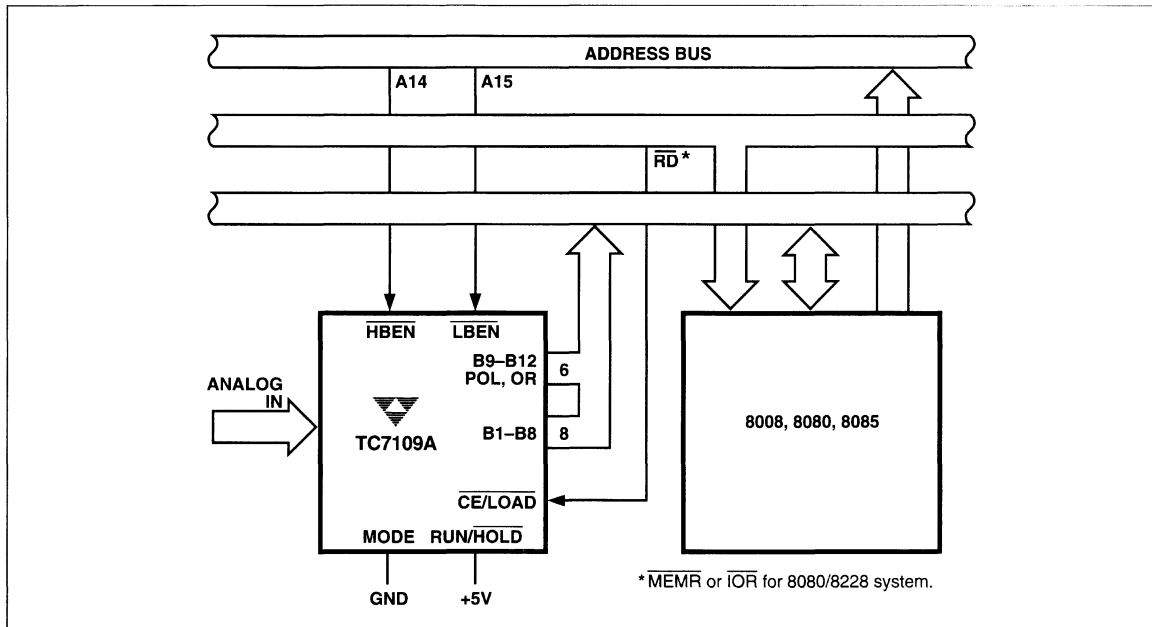 ADDRESS BUS
A14 A15
RD*
HBEN LBEN
B9–B12 6
POL, OR
ANALOG
IN
TC7109A
B1–B8 8
8008, 8080, 8085
CE/LOAD
MODE RUN/HOLD
GND +5V
*MEMR or IOR for 8080/8228 system.